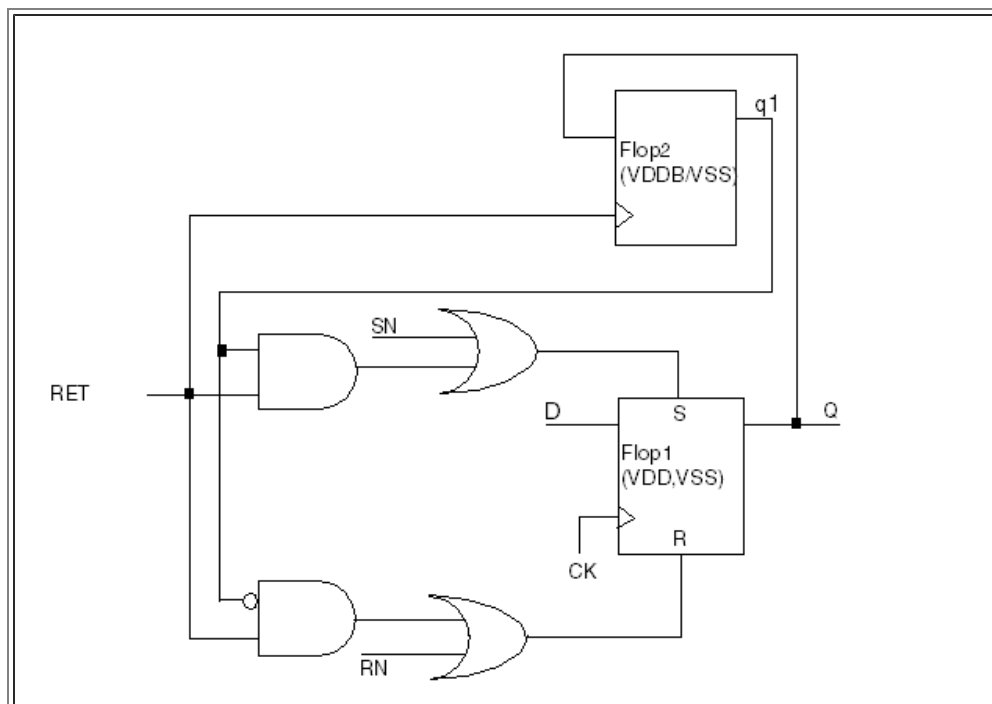 q1
Flop2
(VDDB/VSS)
SN
RET
D
S
Q
Flop1
(VDD,VSS)
R
CK
RN